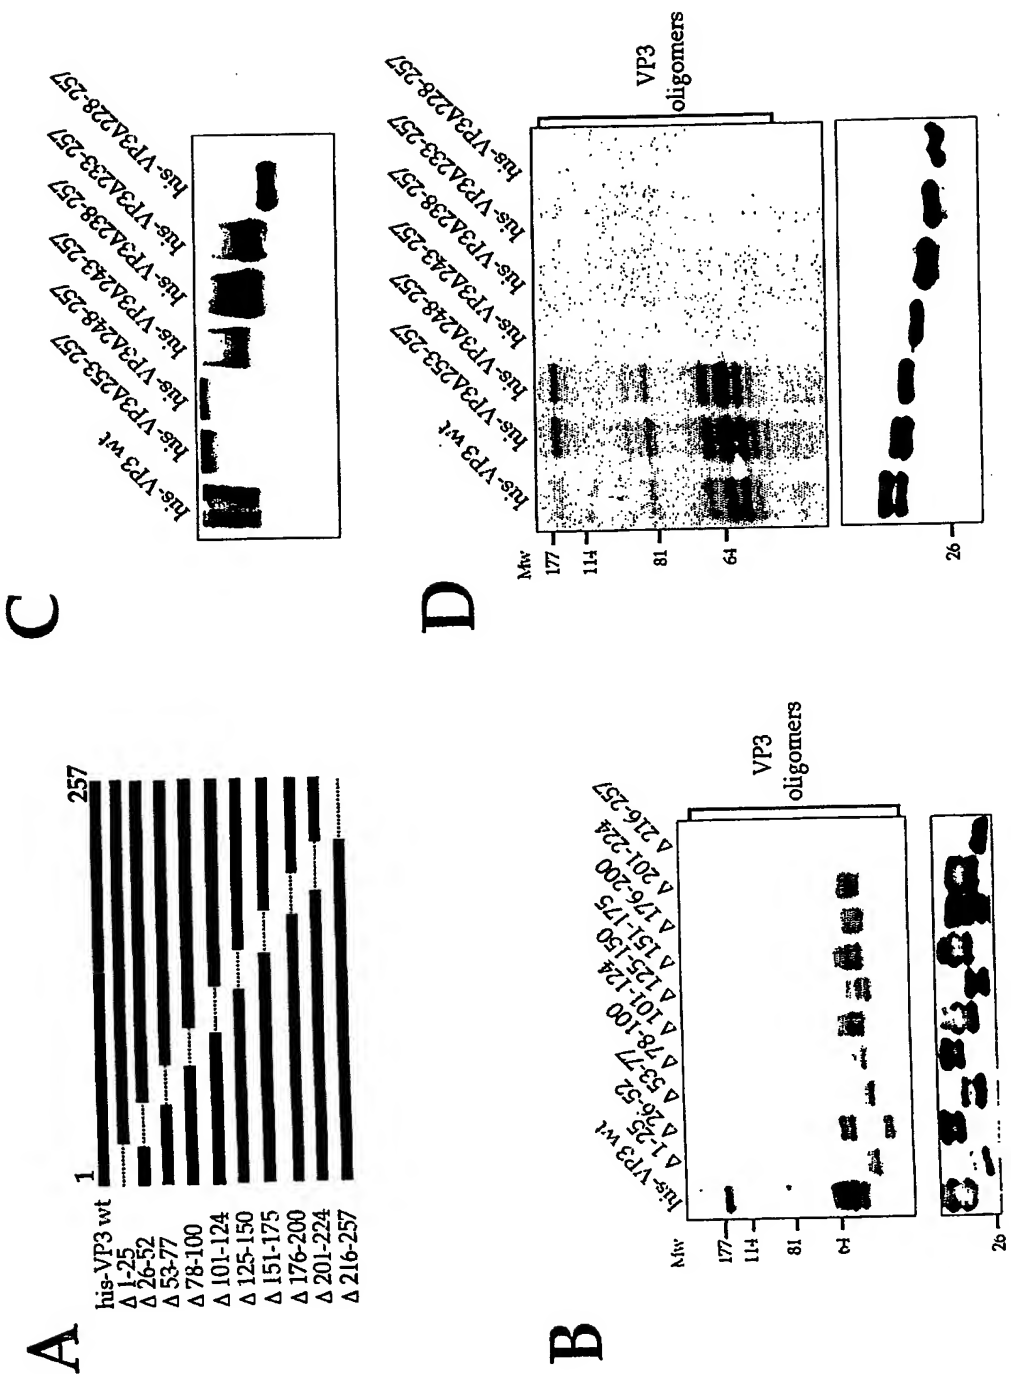 A
1 257
his-VP3 wt
Δ 1-25
Δ 26-52
Δ 53-77
Δ 78-100
Δ 101-124
Δ 125-150
Δ 151-175
Δ 176-200
Δ 201-224
Δ 216-257
B
his-VP3 wt
Δ 1-25
Δ 26-52
Δ 53-77
Δ 78-100
Δ 101-124
Δ 125-150
Δ 151-175
Δ 176-200
Δ 201-224
Δ 216-257
Mw
177
114
81
64
26
VP3
oligomers
C
his-VP3 wt
his-VP3Δ253-257
his-VP3Δ248-257
his-VP3Δ243-257
his-VP3Δ238-257
his-VP3Δ233-257
his-VP3Δ228-257
D
his-VP3 wt
his-VP3Δ253-257
his-VP3Δ248-257
his-VP3Δ243-257
his-VP3Δ238-257
his-VP3Δ233-257
his-VP3Δ228-257
Mw
177
114
81
64
26
VP3
oligomers